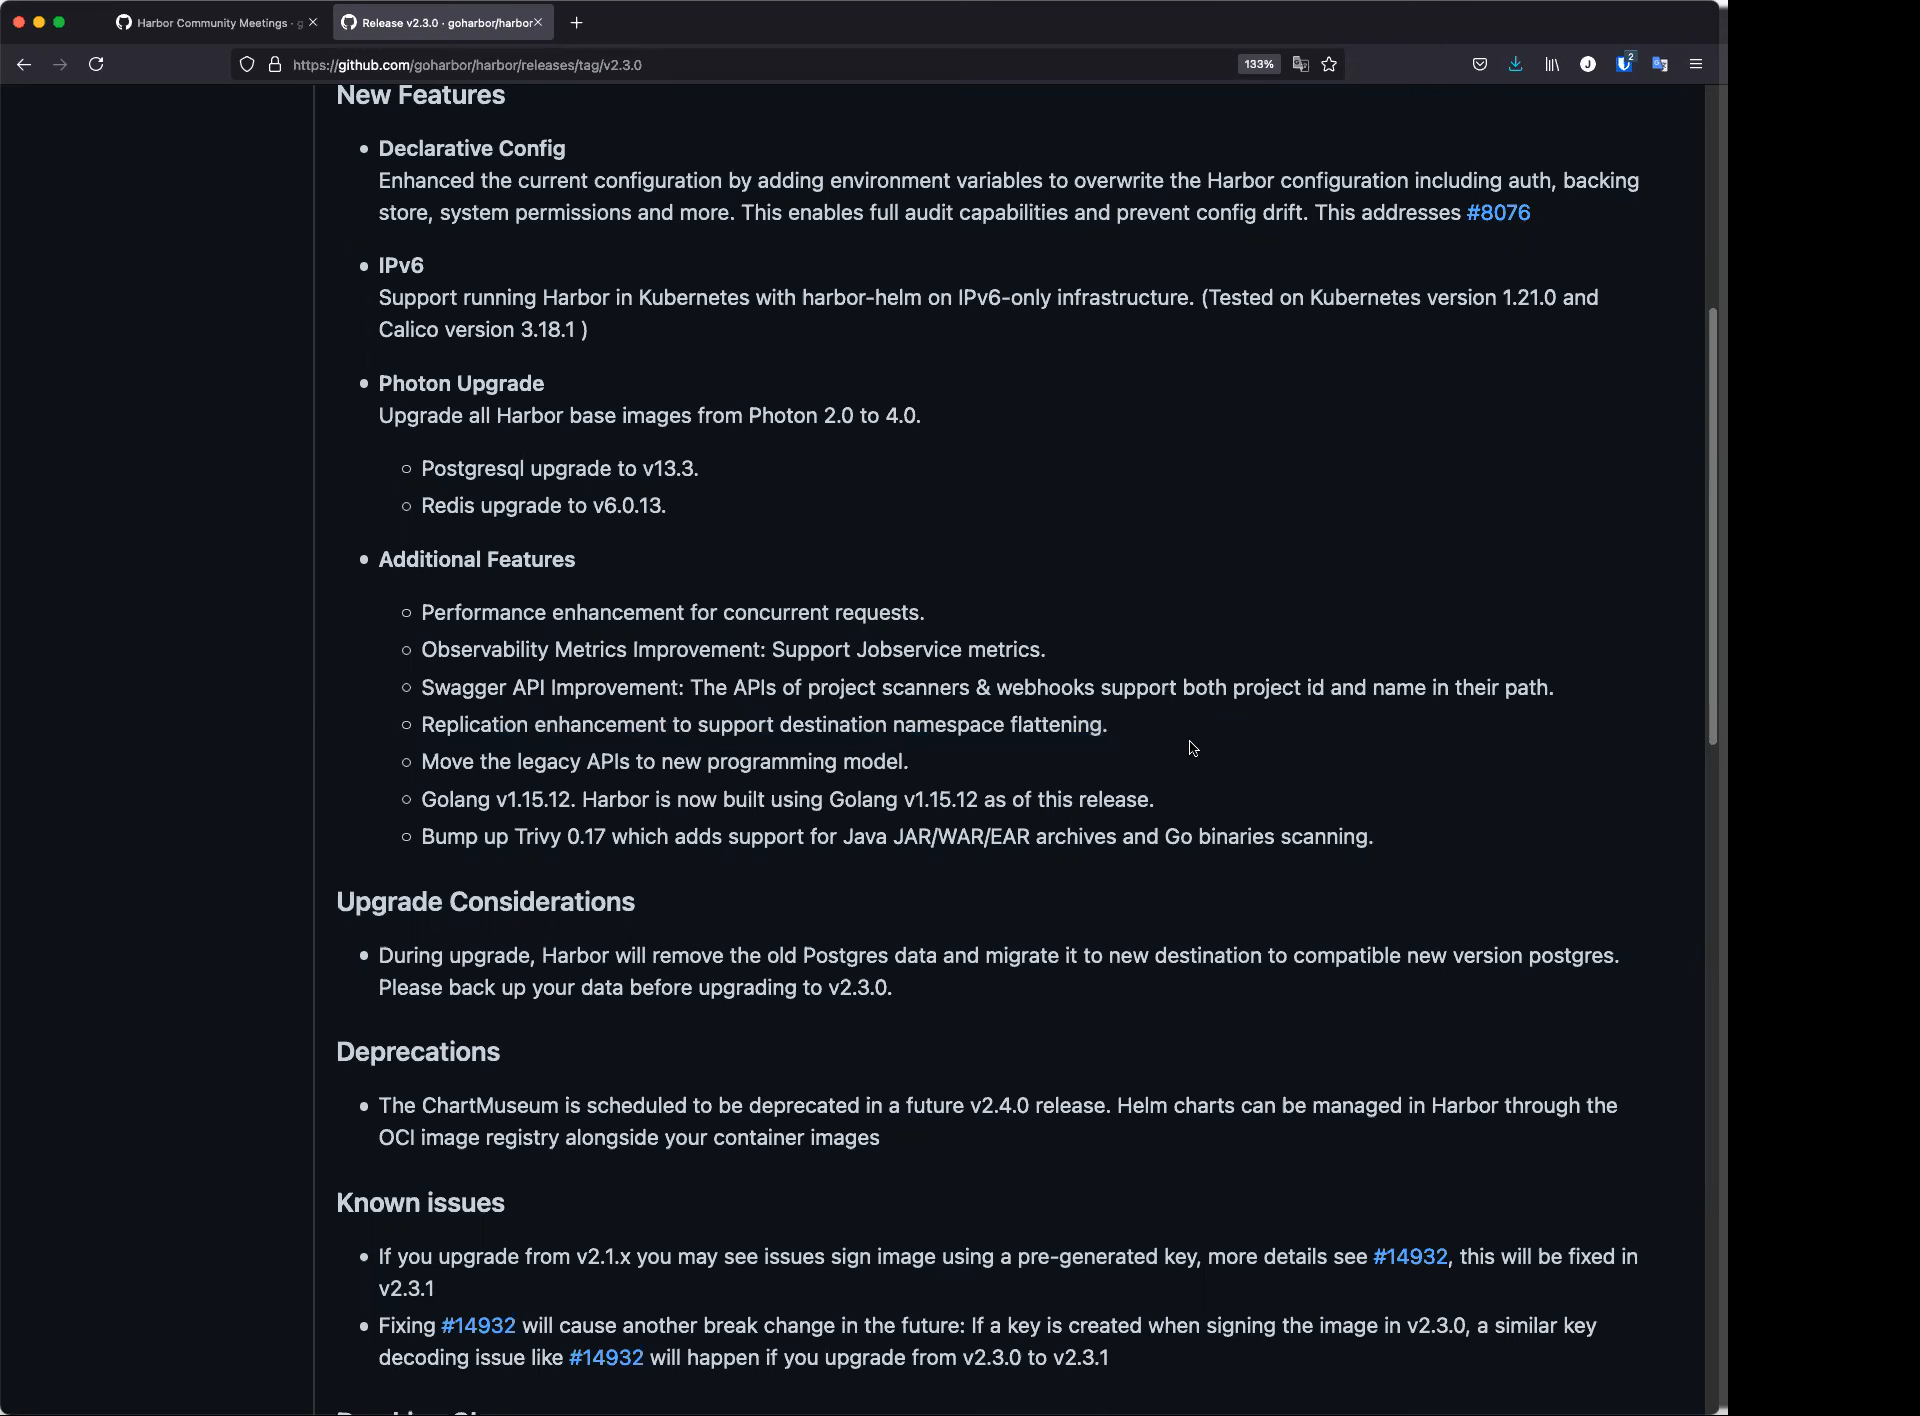 Harbor Community Meetings · g
Release v2.3.0 · goharbor/harbor
https://github.com/goharbor/harbor/releases/tag/v2.3.0
133%
J
2
New Features
Declarative Config
Enhanced the current configuration by adding environment variables to overwrite the Harbor configuration including auth, backing
store, system permissions and more. This enables full audit capabilities and prevent config drift. This addresses #8076
IPv6
Support running Harbor in Kubernetes with harbor-helm on IPv6-only infrastructure. (Tested on Kubernetes version 1.21.0 and
Calico version 3.18.1 )
Photon Upgrade
Upgrade all Harbor base images from Photon 2.0 to 4.0.
Postgresql upgrade to v13.3.
Redis upgrade to v6.0.13.
Additional Features
Performance enhancement for concurrent requests.
Observability Metrics Improvement: Support Jobservice metrics.
Swagger API Improvement: The APIs of project scanners & webhooks support both project id and name in their path.
Replication enhancement to support destination namespace flattening.
Move the legacy APIs to new programming model.
Golang v1.15.12. Harbor is now built using Golang v1.15.12 as of this release.
Bump up Trivy 0.17 which adds support for Java JAR/WAR/EAR archives and Go binaries scanning.
Upgrade Considerations
During upgrade, Harbor will remove the old Postgres data and migrate it to new destination to compatible new version postgres.
Please back up your data before upgrading to v2.3.0.
Deprecations
The ChartMuseum is scheduled to be deprecated in a future v2.4.0 release. Helm charts can be managed in Harbor through the
OCI image registry alongside your container images
Known issues
If you upgrade from v2.1.x you may see issues sign image using a pre-generated key, more details see #14932, this will be fixed in
v2.3.1
Fixing #14932 will cause another break change in the future: If a key is created when signing the image in v2.3.0, a similar key
decoding issue like #14932 will happen if you upgrade from v2.3.0 to v2.3.1